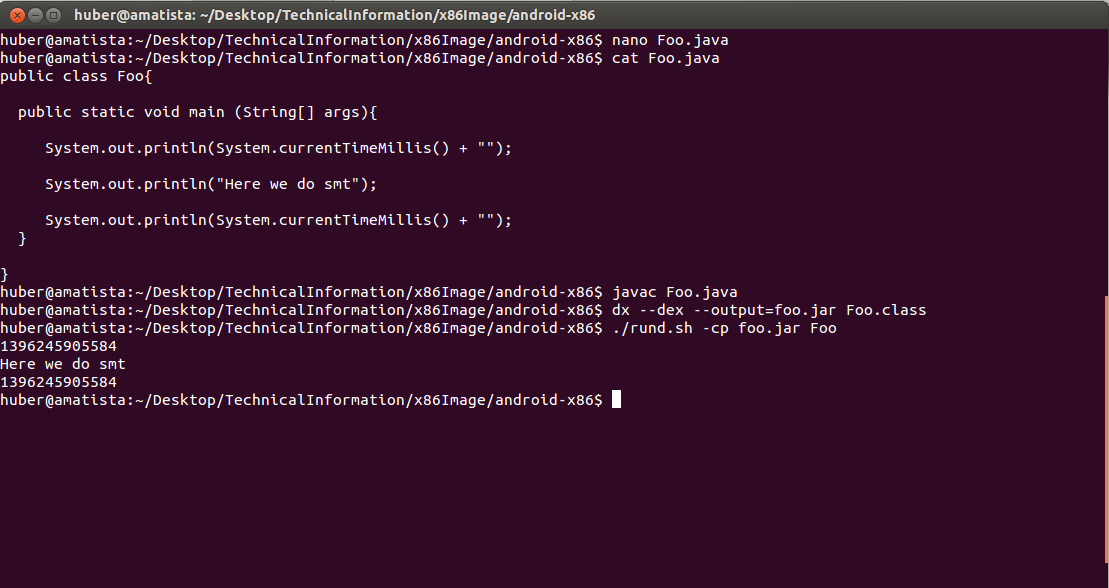 huber@amatista: ~/Desktop/TechnicalInformation/x86Image/android-x86
huber@amatista:~/Desktop/TechnicalInformation/x86Image/android-x86$ nano Foo.java
huber@amatista:~/Desktop/TechnicalInformation/x86Image/android-x86$ cat Foo.java
public class Foo{
  public static void main (String[] args){
     System.out.println(System.currentTimeMillis() + "");
     System.out.println("Here we do smt");
     System.out.println(System.currentTimeMillis() + "");
  }
}
huber@amatista:~/Desktop/TechnicalInformation/x86Image/android-x86$ javac Foo.java
huber@amatista:~/Desktop/TechnicalInformation/x86Image/android-x86$ dx --dex --output=foo.jar Foo.class
huber@amatista:~/Desktop/TechnicalInformation/x86Image/android-x86$ ./rund.sh -cp foo.jar Foo
1396245905584
Here we do smt
1396245905584
huber@amatista:~/Desktop/TechnicalInformation/x86Image/android-x86$